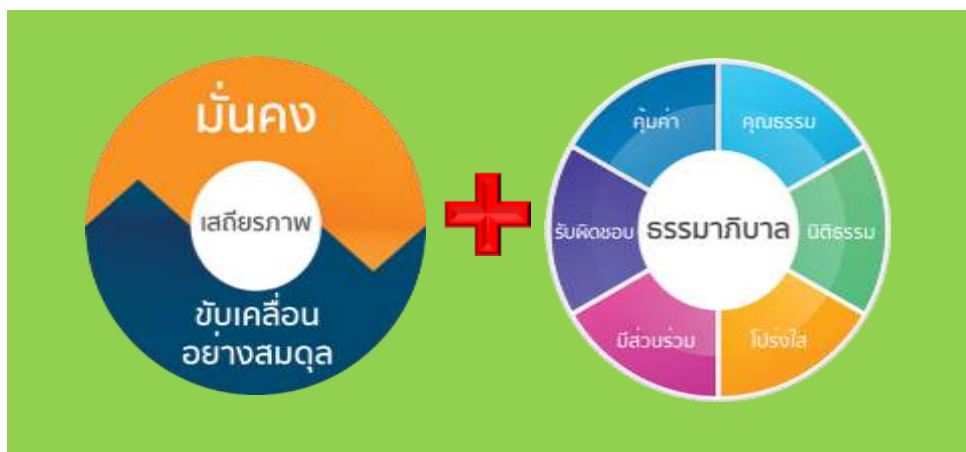 มั่นคง
เสถียรภาพ
ขับเคลื่อน
อย่างสมดุล
คุ้มค่า
คุณธรรม
รับผิดชอบ
ธรรมาภิบาล
นิติธรรม
มีส่วนร่วม
โปร่งใส